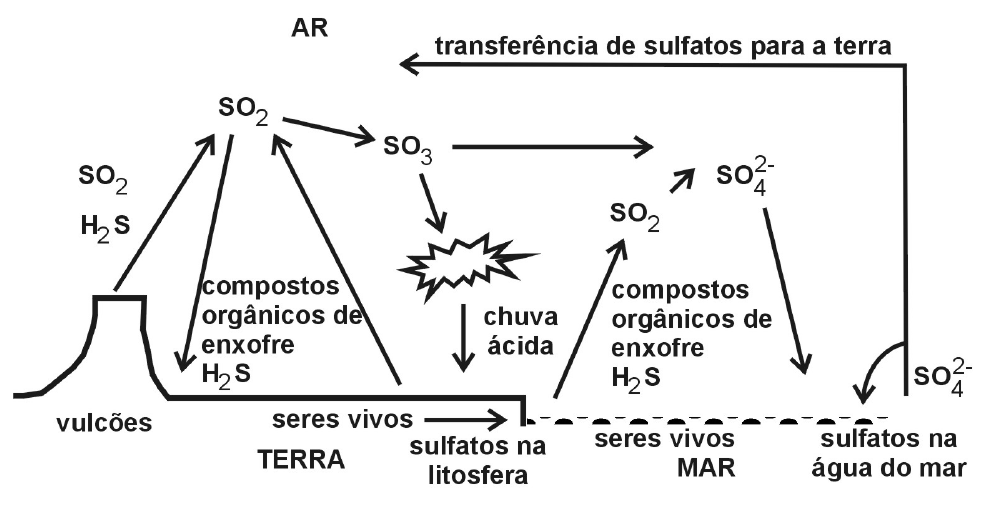 AR
transferência de sulfatos para a terra
SO2
SO3
SO2
H2S
SO4^2-
SO2
compostos
orgânicos de
enxofre
H2S
chuva
ácida
compostos
orgânicos de
enxofre
H2S
SO4^2-
vulcões
seres vivos
TERRA
sulfatos na
litosfera
seres vivos
MAR
sulfatos na
água do mar